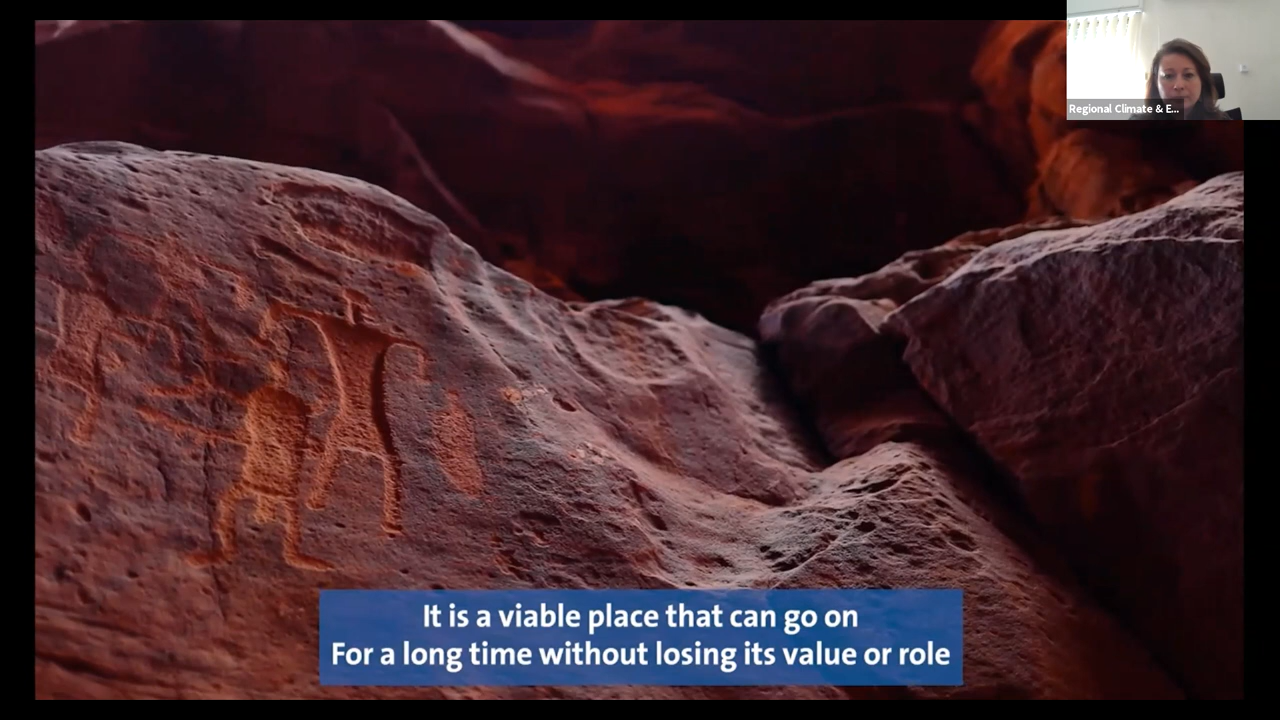 Regional Climate & E...
It is a viable place that can go on
For a long time without losing its value or role